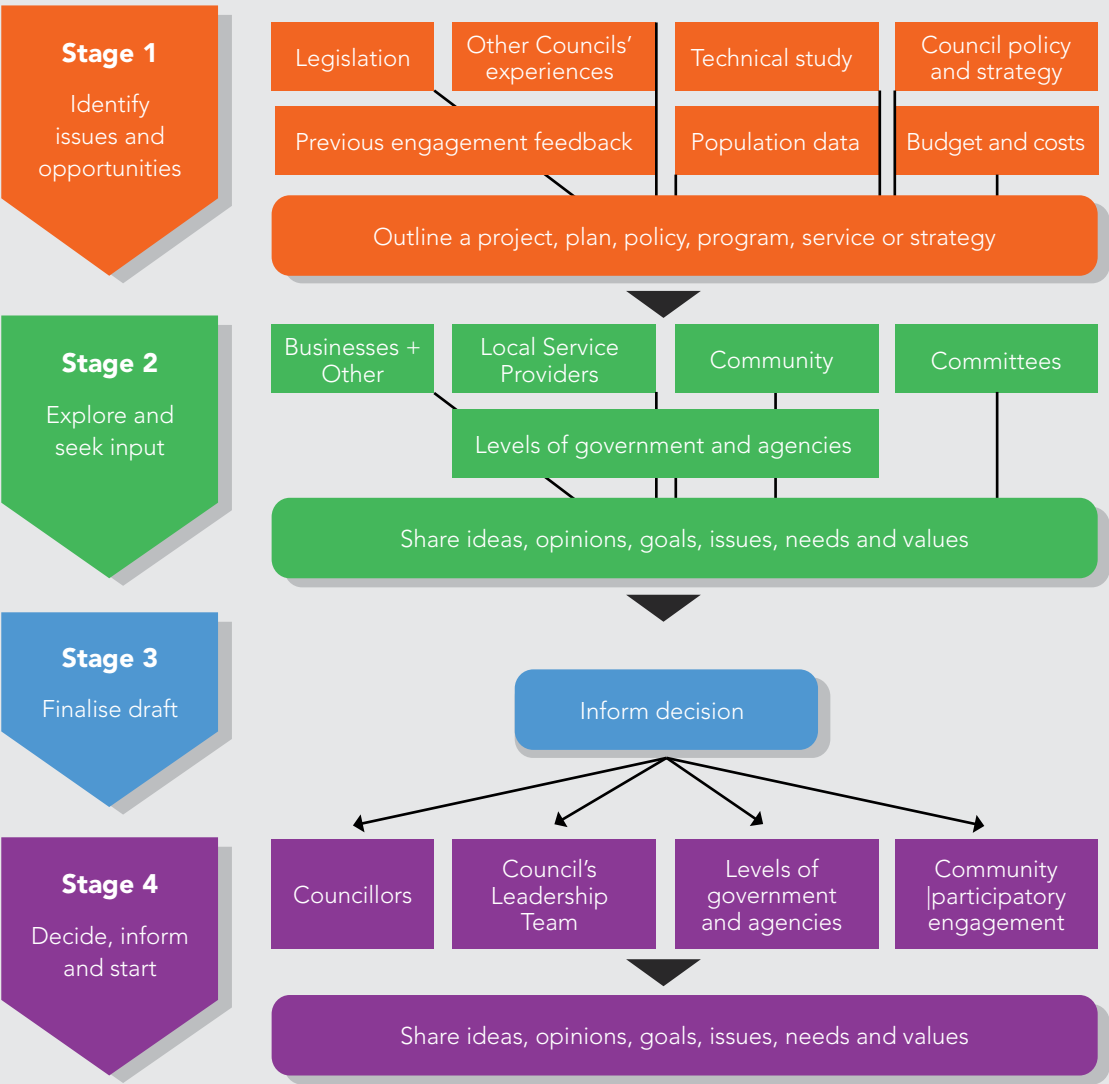 Stage 1
Identify
issues and
opportunities
Legislation
Other Councils’
experiences
Technical study
Council policy
and strategy
Previous engagement feedback
Population data
Budget and costs
Outline a project, plan, policy, program, service or strategy
Stage 2
Explore and
seek input
Businesses +
Other
Local Service
Providers
Community
Committees
Levels of government and agencies
Share ideas, opinions, goals, issues, needs and values
Stage 3
Finalise draft
Inform decision
Stage 4
Decide, inform
and start
Councillors
Council’s
Leadership
Team
Levels of
government
and agencies
Community
|participatory
engagement
Share ideas, opinions, goals, issues, needs and values